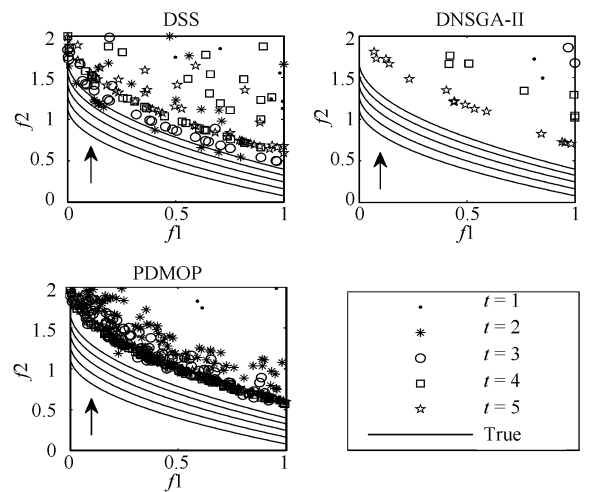 DSS
2
1.5
1
0.5
0
f2
0
0.5
1
f1
DNSGA-II
2
1.5
1
0.5
0
f2
0
0.5
1
f1
PDMOP
2
1.5
1
0.5
0
f2
0
0.5
1
f1
t = 1
t = 2
t = 3
t = 4
t = 5
True